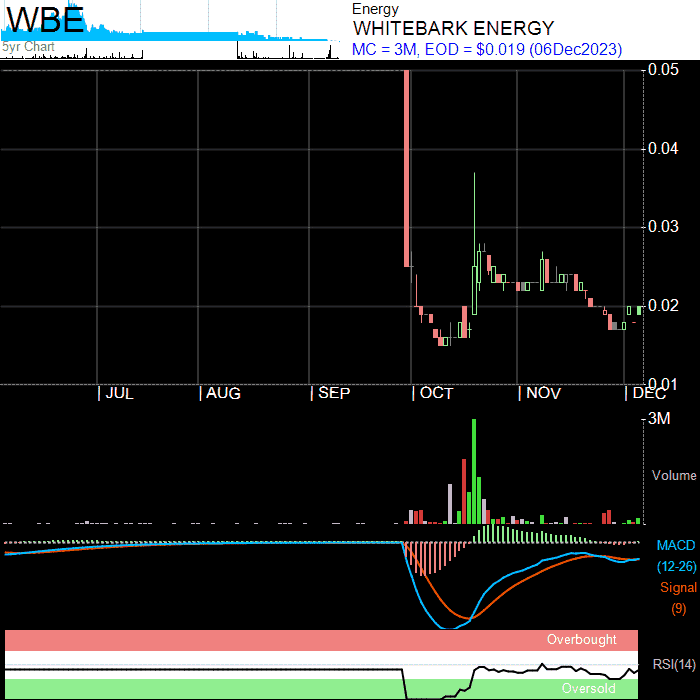 WBE
5yr Chart
Energy
WHITEBARK ENERGY
MC = 3M, EOD = $0.019 (06Dec2023)
0.05
0.04
0.03
0.02
0.01
JUL
AUG
SEP
OCT
NOV
DEC
3M
Volume
MACD
(12-26)
Signal
(9)
Overbought
RSI(14)
Oversold